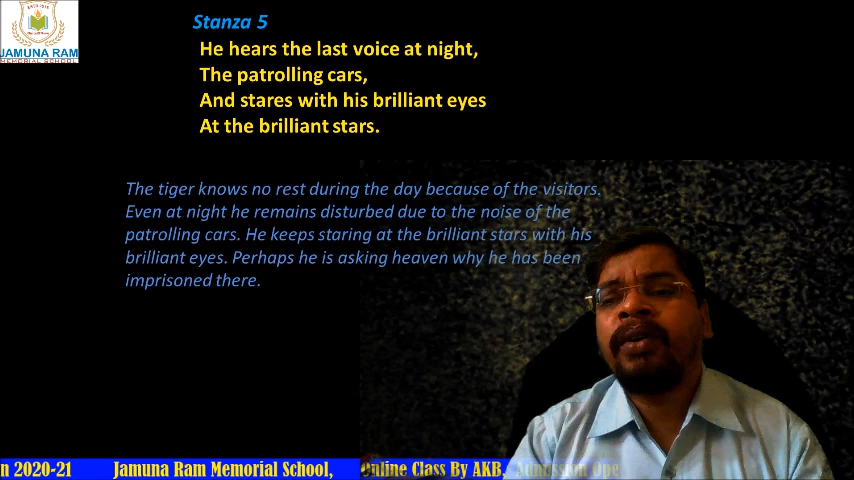 JAMUNA RAM
MEMORIAL SCHOOL
Stanza 5
He hears the last voice at night,
The patrolling cars,
And stares with his brilliant eyes
At the brilliant stars.
The tiger knows no rest during the day because of the visitors.
Even at night he remains disturbed due to the noise of the
patrolling cars. He keeps staring at the brilliant stars with his
brilliant eyes. Perhaps he is asking heaven why he has been
imprisoned there.
n 2020-21 Jamuna Ram Memorial School, Online Class By AKB, Admission Ope